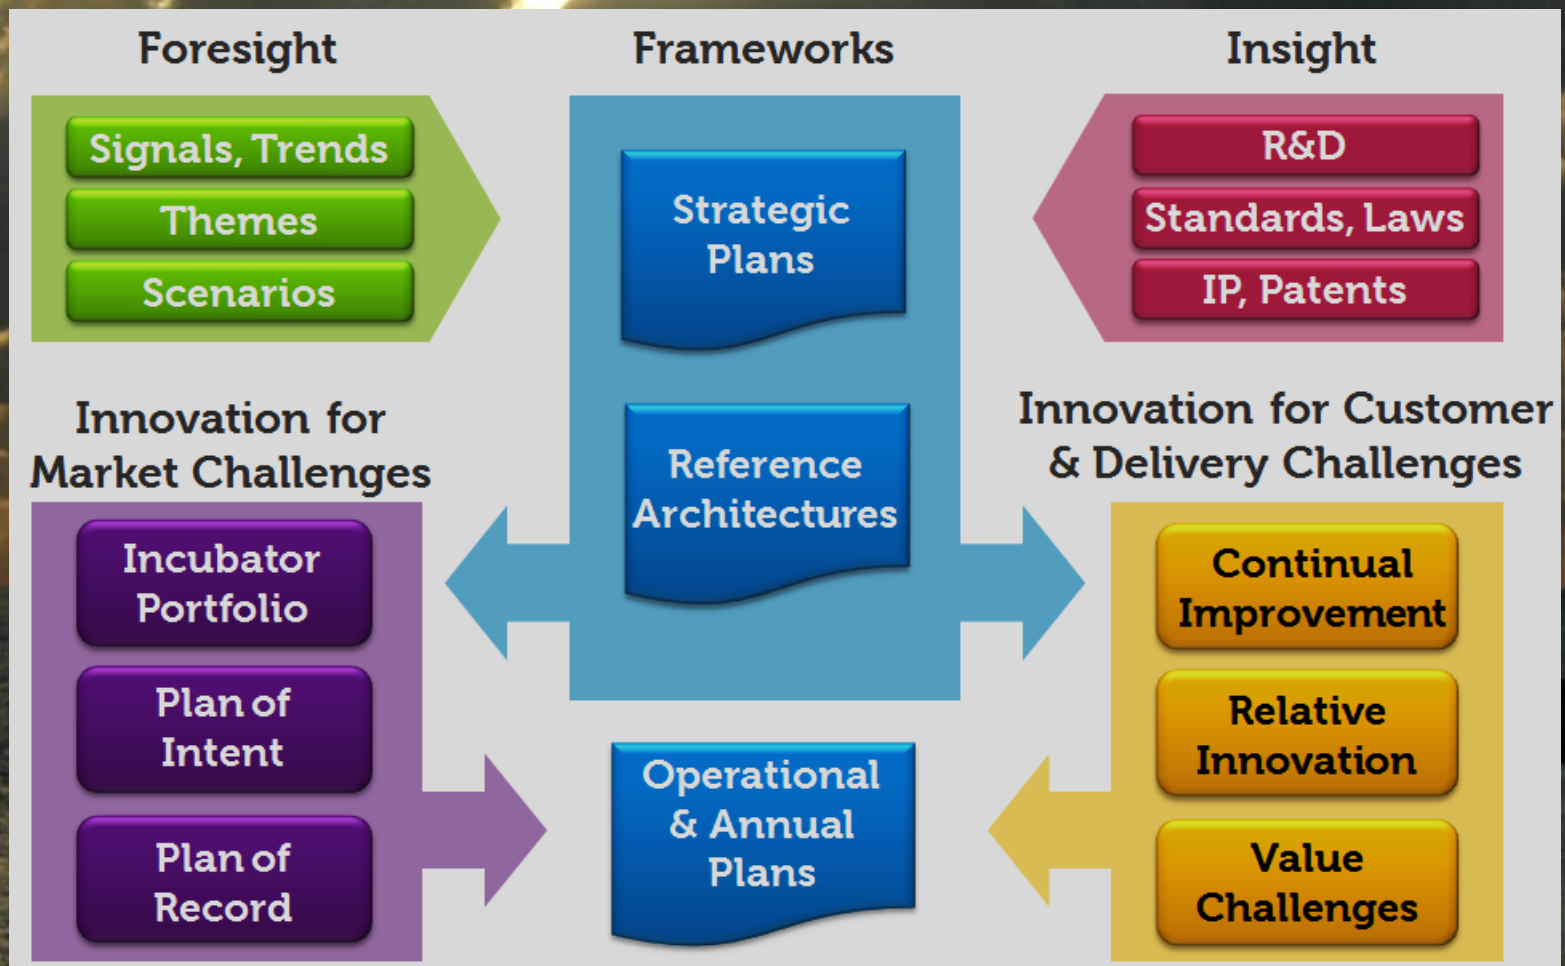 Foresight
Signals, Trends
Themes
Scenarios
Frameworks
Strategic
Plans
Reference
Architectures
Insight
R&D
Standards, Laws
IP, Patents
Innovation for
Market Challenges
Incubator
Portfolio
Plan of
Intent
Plan of
Record
Operational
& Annual
Plans
Innovation for Customer
& Delivery Challenges
Continual
Improvement
Relative
Innovation
Value
Challenges